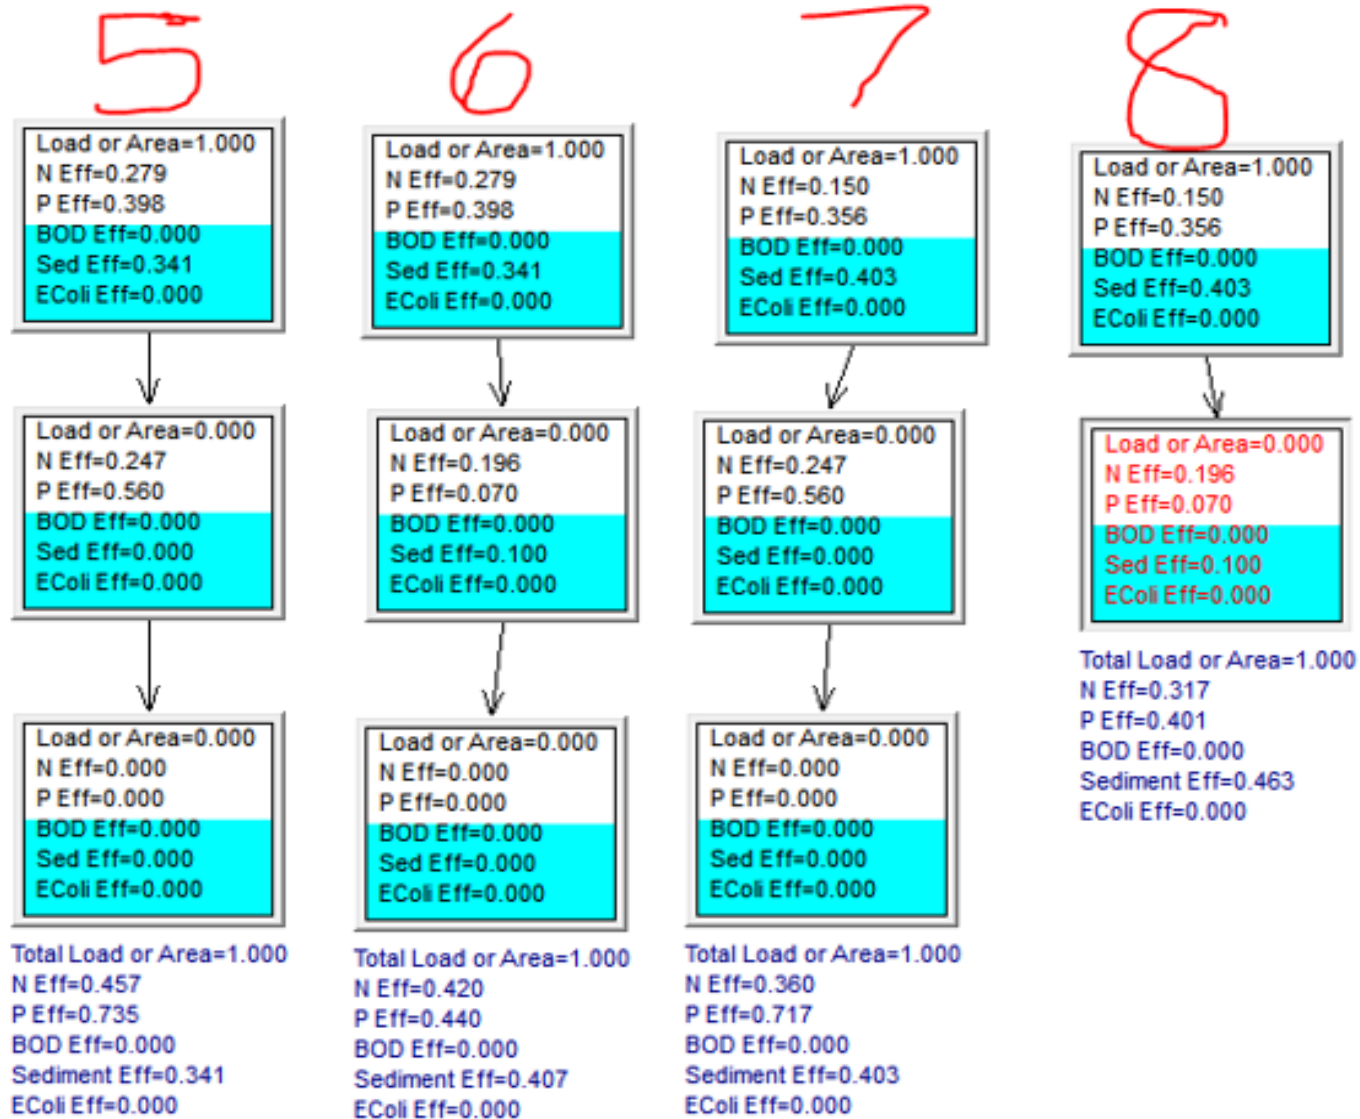 5
Load or Area=1.000
N Eff=0.279
P Eff=0.398
BOD Eff=0.000
Sed Eff=0.341
EColi Eff=0.000
Load or Area=0.000
N Eff=0.247
P Eff=0.560
BOD Eff=0.000
Sed Eff=0.000
EColi Eff=0.000
Load or Area=0.000
N Eff=0.000
P Eff=0.000
BOD Eff=0.000
Sed Eff=0.000
EColi Eff=0.000
Total Load or Area=1.000
N Eff=0.457
P Eff=0.735
BOD Eff=0.000
Sediment Eff=0.341
EColi Eff=0.000
6
Load or Area=1.000
N Eff=0.279
P Eff=0.398
BOD Eff=0.000
Sed Eff=0.341
EColi Eff=0.000
Load or Area=0.000
N Eff=0.196
P Eff=0.070
BOD Eff=0.000
Sed Eff=0.100
EColi Eff=0.000
Load or Area=0.000
N Eff=0.000
P Eff=0.000
BOD Eff=0.000
Sed Eff=0.000
EColi Eff=0.000
Total Load or Area=1.000
N Eff=0.420
P Eff=0.440
BOD Eff=0.000
Sediment Eff=0.407
EColi Eff=0.000
7
Load or Area=1.000
N Eff=0.150
P Eff=0.356
BOD Eff=0.000
Sed Eff=0.403
EColi Eff=0.000
Load or Area=0.000
N Eff=0.247
P Eff=0.560
BOD Eff=0.000
Sed Eff=0.000
EColi Eff=0.000
Load or Area=0.000
N Eff=0.000
P Eff=0.000
BOD Eff=0.000
Sed Eff=0.000
EColi Eff=0.000
Total Load or Area=1.000
N Eff=0.360
P Eff=0.717
BOD Eff=0.000
Sediment Eff=0.403
EColi Eff=0.000
8
Load or Area=1.000
N Eff=0.150
P Eff=0.356
BOD Eff=0.000
Sed Eff=0.403
EColi Eff=0.000
Load or Area=0.000
N Eff=0.196
P Eff=0.070
BOD Eff=0.000
Sed Eff=0.100
EColi Eff=0.000
Total Load or Area=1.000
N Eff=0.317
P Eff=0.401
BOD Eff=0.000
Sediment Eff=0.463
EColi Eff=0.000